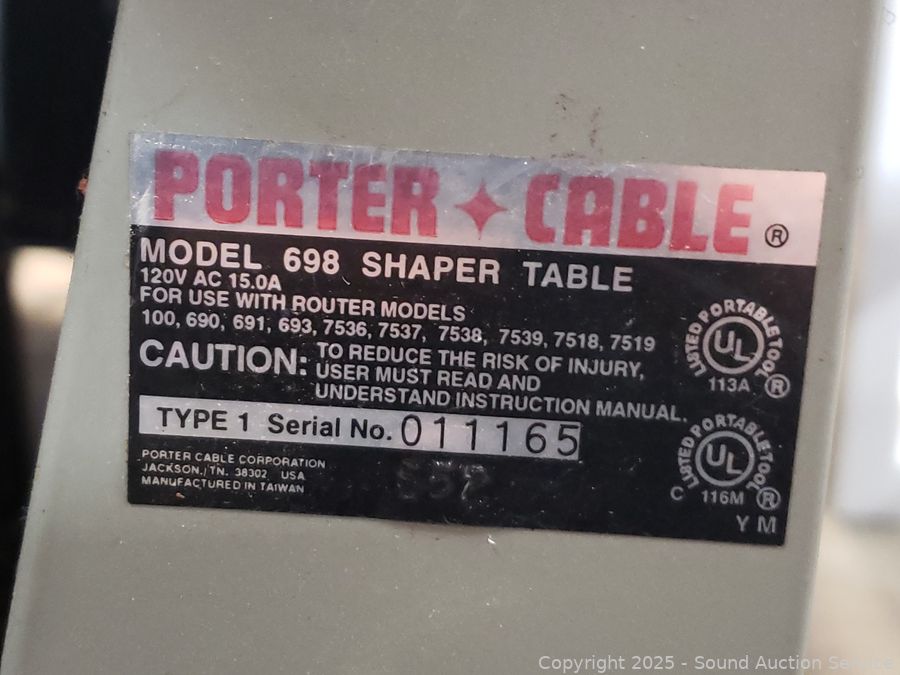 PORTER CABLE ®
MODEL 698 SHAPER TABLE
120V AC 15.0A
FOR USE WITH ROUTER MODELS
100, 690, 691, 693, 7536, 7537, 7538, 7539, 7518, 7519
CAUTION: TO REDUCE THE RISK OF INJURY,
USER MUST READ AND
UNDERSTAND INSTRUCTION MANUAL.
TYPE 1 Serial No. 011165
PORTER CABLE CORPORATION
JACKSON, TN. 38302 USA
MANUFACTURED IN TAIWAN
LISTED PORTABLE TOOL
UL
113A ®
LISTED PORTABLE TOOL
UL
C 116M ®
YM
Copyright © 2025 - Sound Auction Service